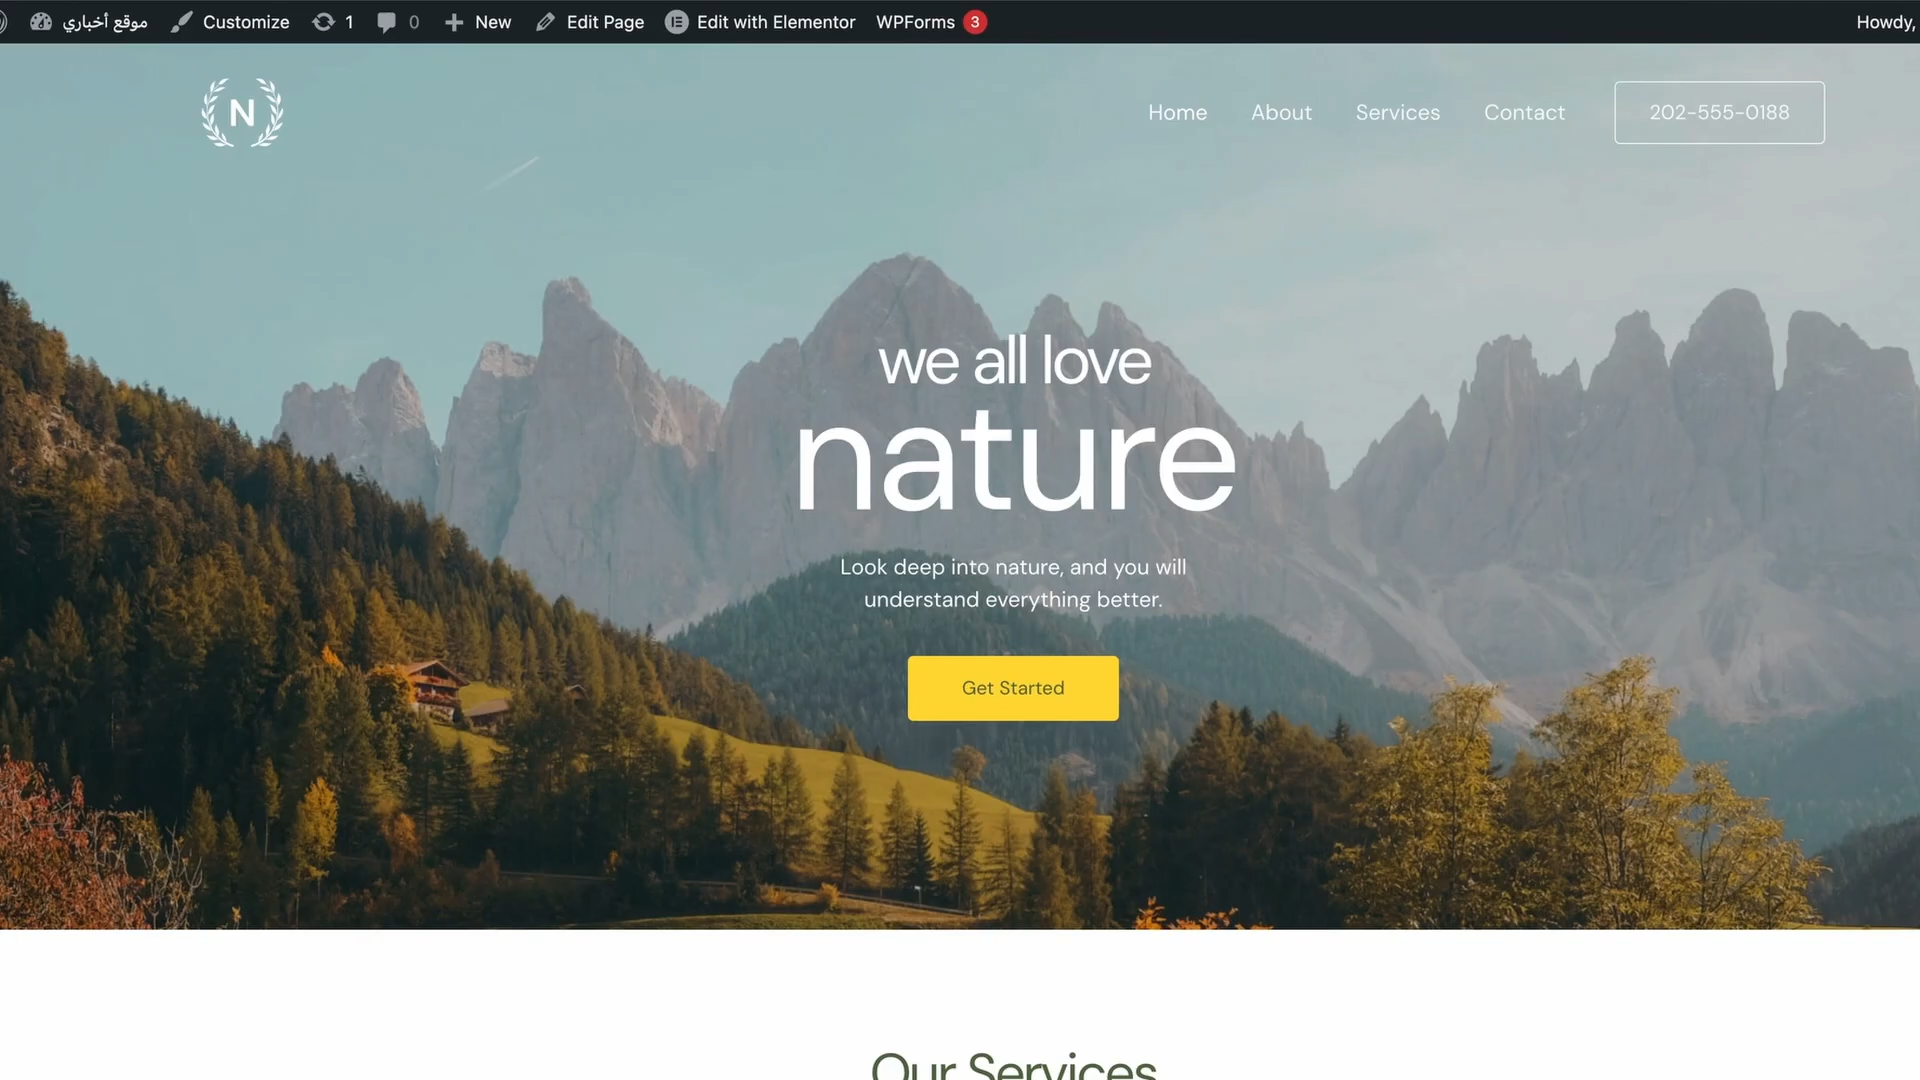 موقع أخباري Customize 1 0 New Edit Page Edit with Elementor WPForms 3 Howdy,
N Home About Services Contact 202-555-0188
we all love
nature
Look deep into nature, and you will
understand everything better.
Get Started
Our Services